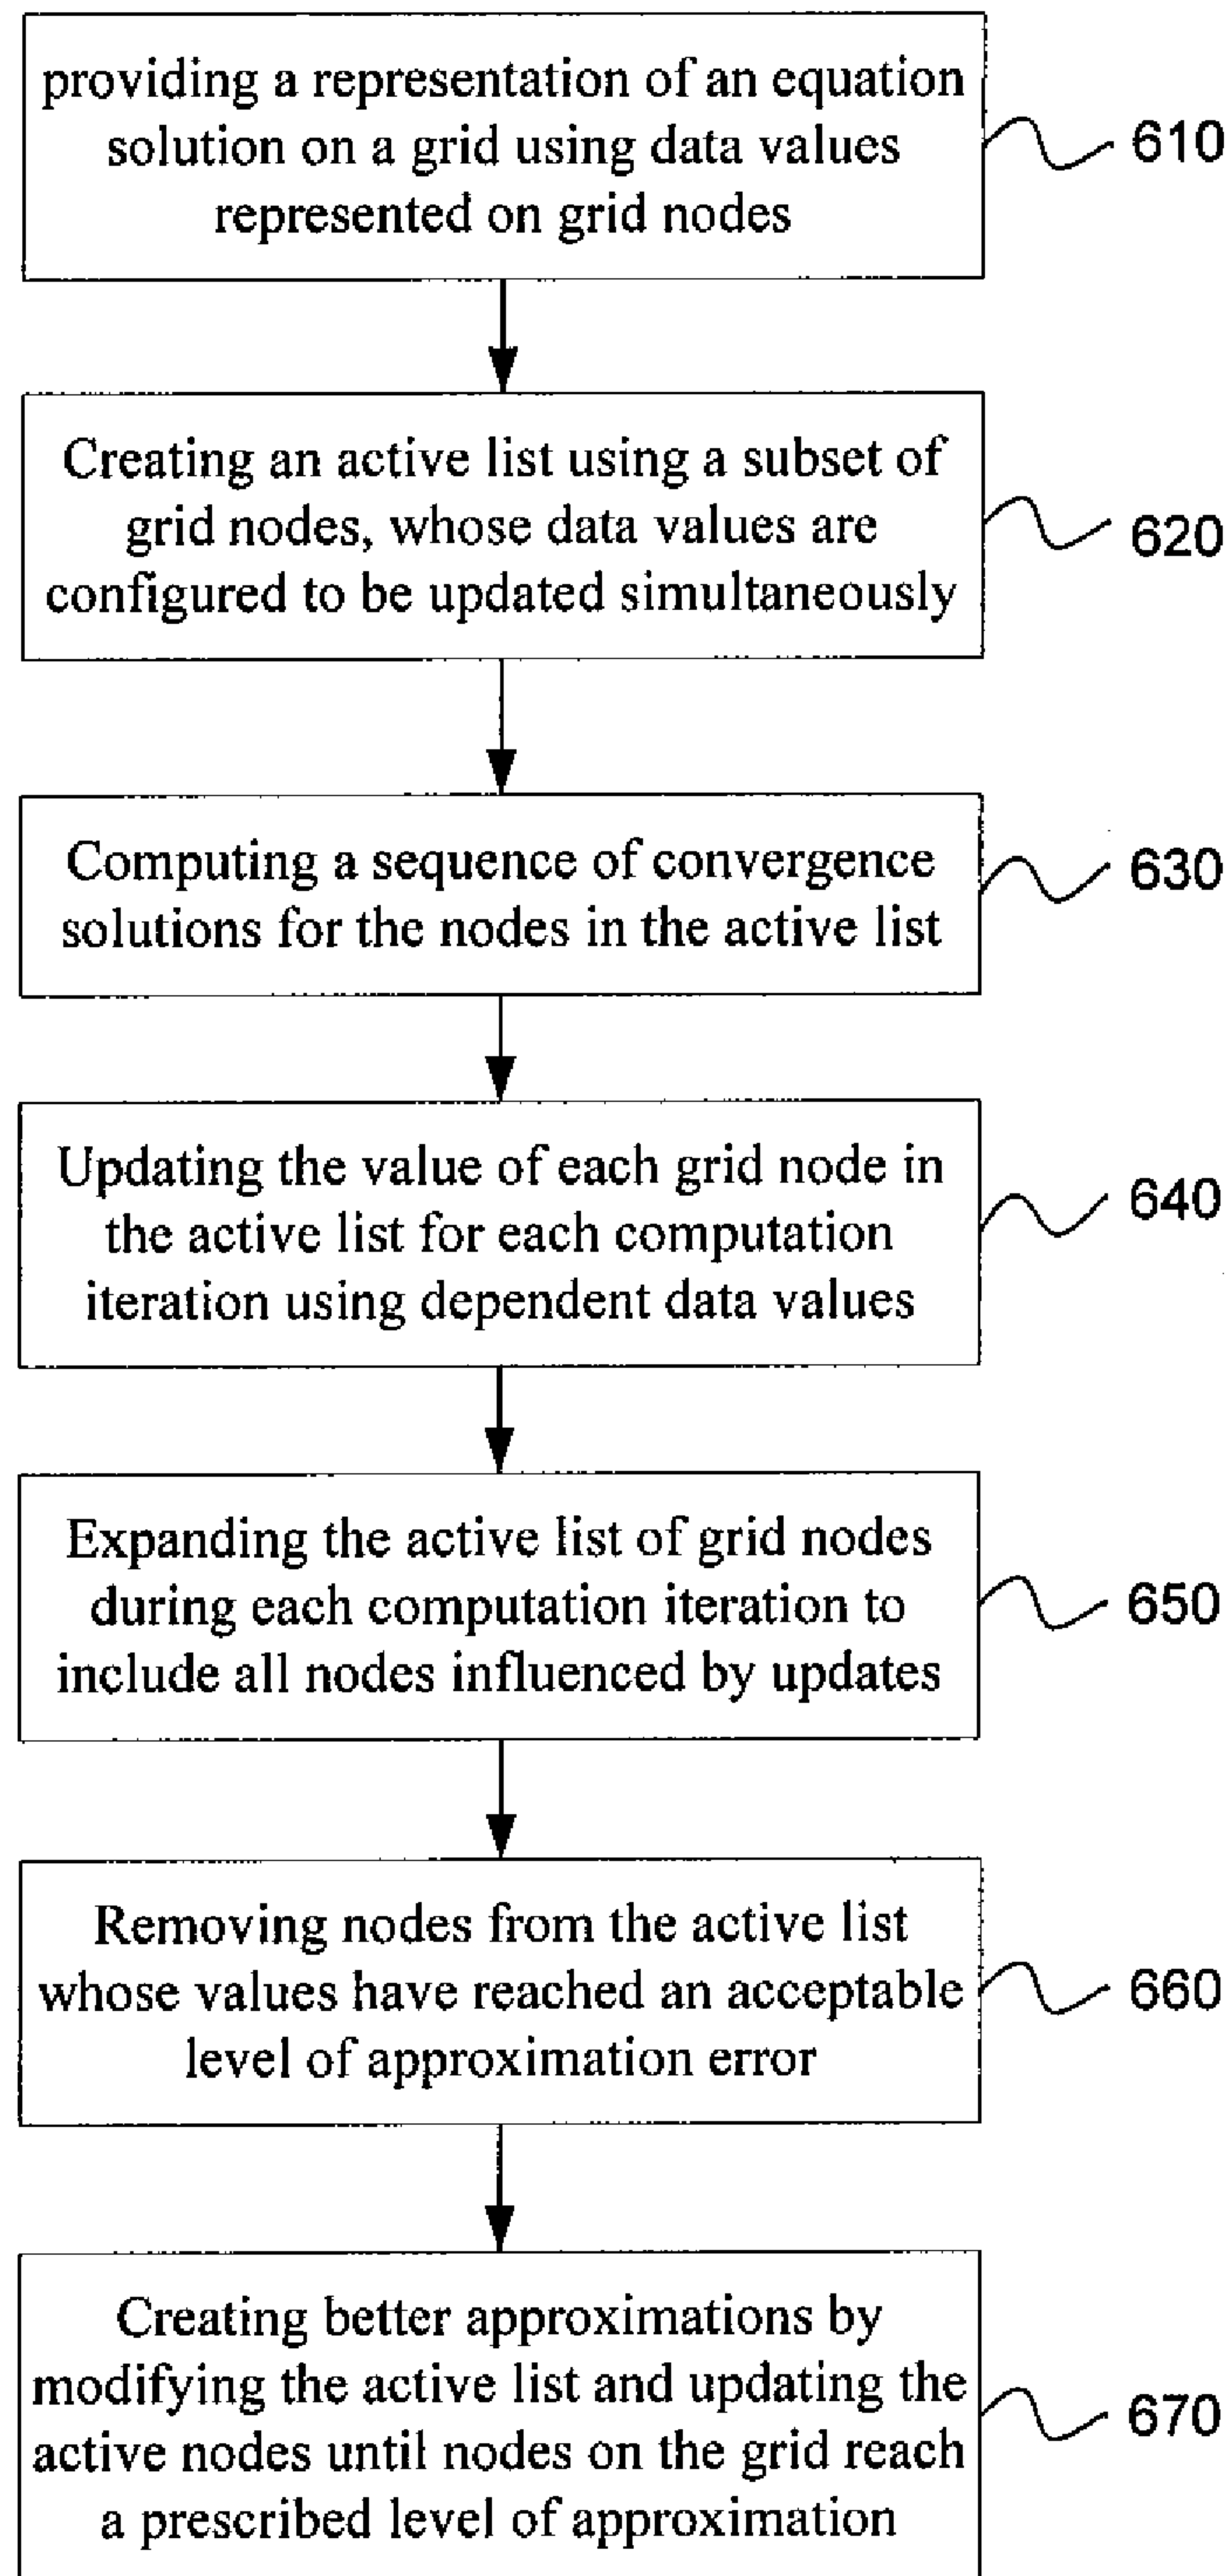 providing a representation of an equation
solution on a grid using data values
represented on grid nodes
610
Creating an active list using a subset of
grid nodes, whose data values are
configured to be updated simultaneously
620
Computing a sequence of convergence
solutions for the nodes in the active list
630
Updating the value of each grid node in
the active list for each computation
iteration using dependent data values
640
Expanding the active list of grid nodes
during each computation iteration to
include all nodes influenced by updates
650
Removing nodes from the active list
whose values have reached an acceptable
level of approximation error
660
Creating better approximations by
modifying the active list and updating the
active nodes until nodes on the grid reach
a prescribed level of approximation
670